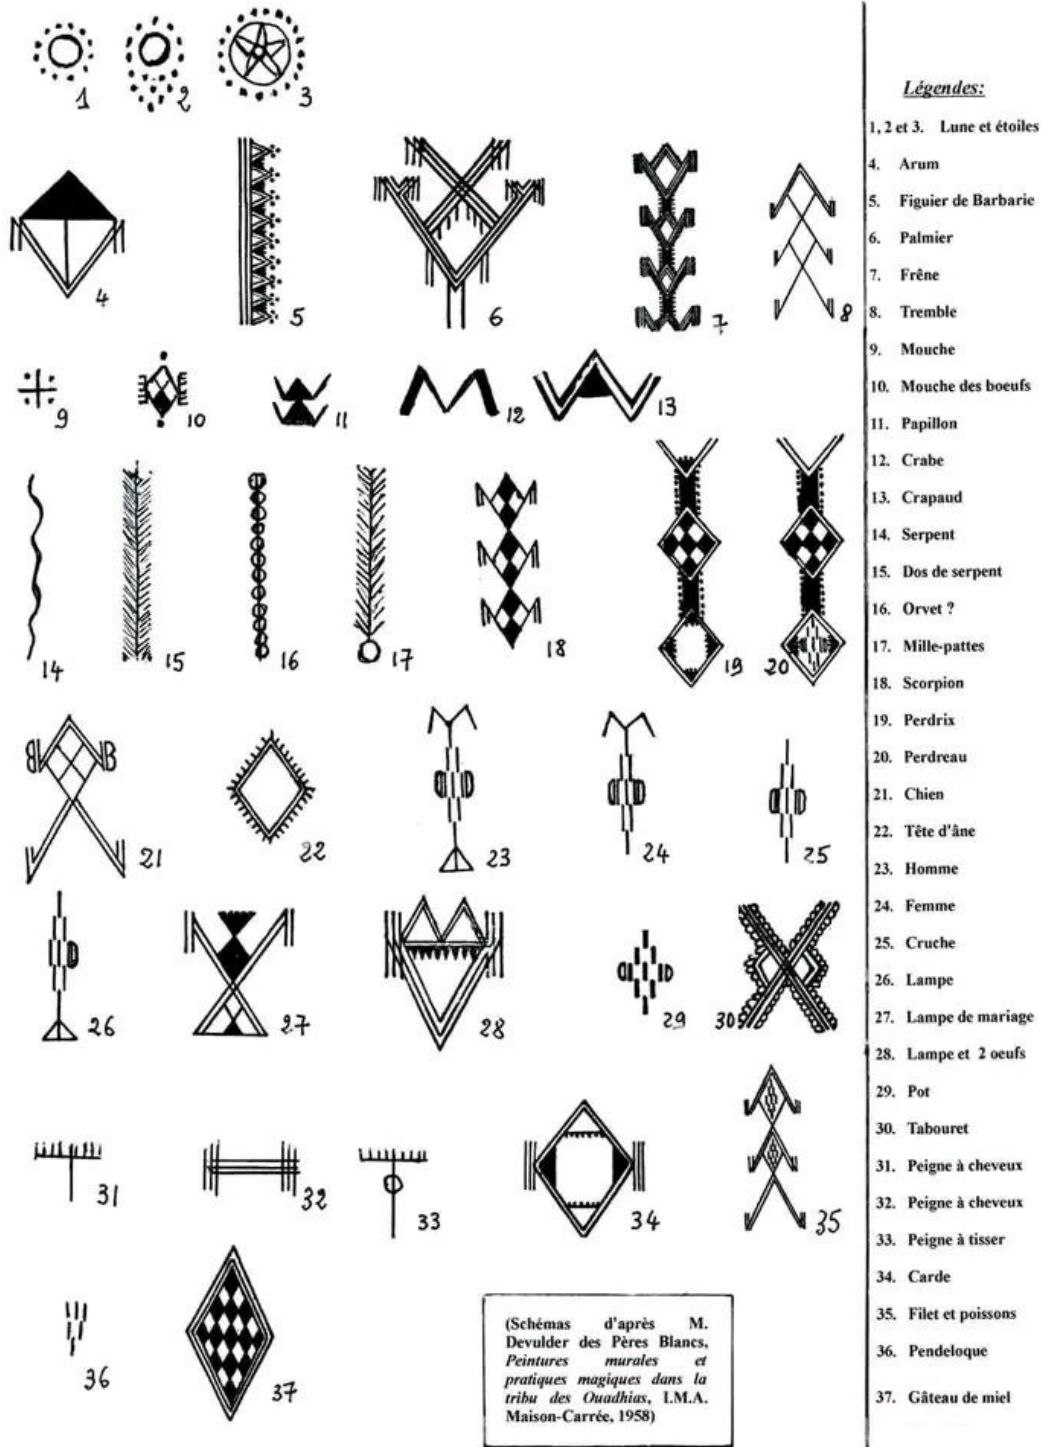 1
2
3
4
5
6
7
8
9
10
11
12
13
14
15
16
17
18
19
20
21
22
23
24
25
26
27
28
29
30
31
32
33
34
35
36
37
(Schémas d'après M.
Devulder des Pères Blancs,
Peintures murales et
pratiques magiques dans la
tribu des Ouadhias, I.M.A.
Maison-Carrée, 1958)
Légendes:
1, 2 et 3. Lune et étoiles
4. Arum
5. Figuier de Barbarie
6. Palmier
7. Frêne
8. Tremble
9. Mouche
10. Mouche des boeufs
11. Papillon
12. Crabe
13. Crapaud
14. Serpent
15. Dos de serpent
16. Orvet ?
17. Mille-pattes
18. Scorpion
19. Perdrix
20. Perdreau
21. Chien
22. Tête d'âne
23. Homme
24. Femme
25. Cruche
26. Lampe
27. Lampe de mariage
28. Lampe et 2 oeufs
29. Pot
30. Tabouret
31. Peigne à cheveux
32. Peigne à cheveux
33. Peigne à tisser
34. Carde
35. Filet et poissons
36. Pendeloque
37. Gâteau de miel